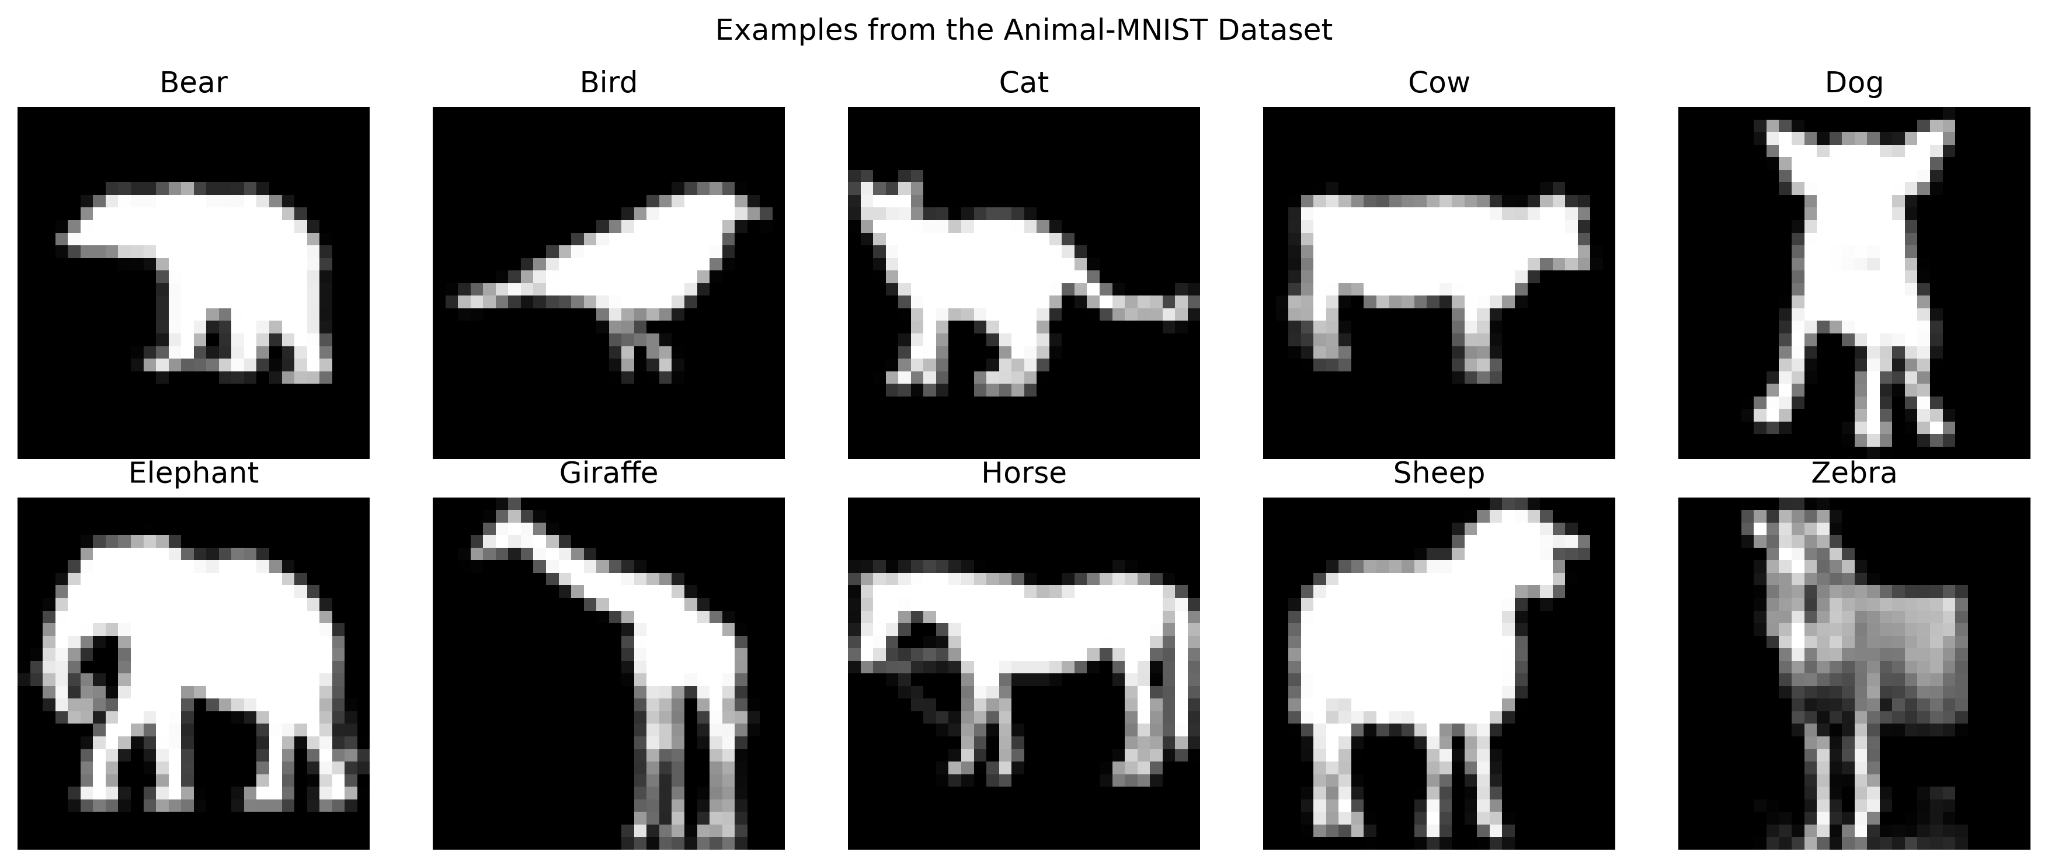 Examples from the Animal-MNIST Dataset
Bear
Bird
Cat
Cow
Dog
Elephant
Giraffe
Horse
Sheep
Zebra